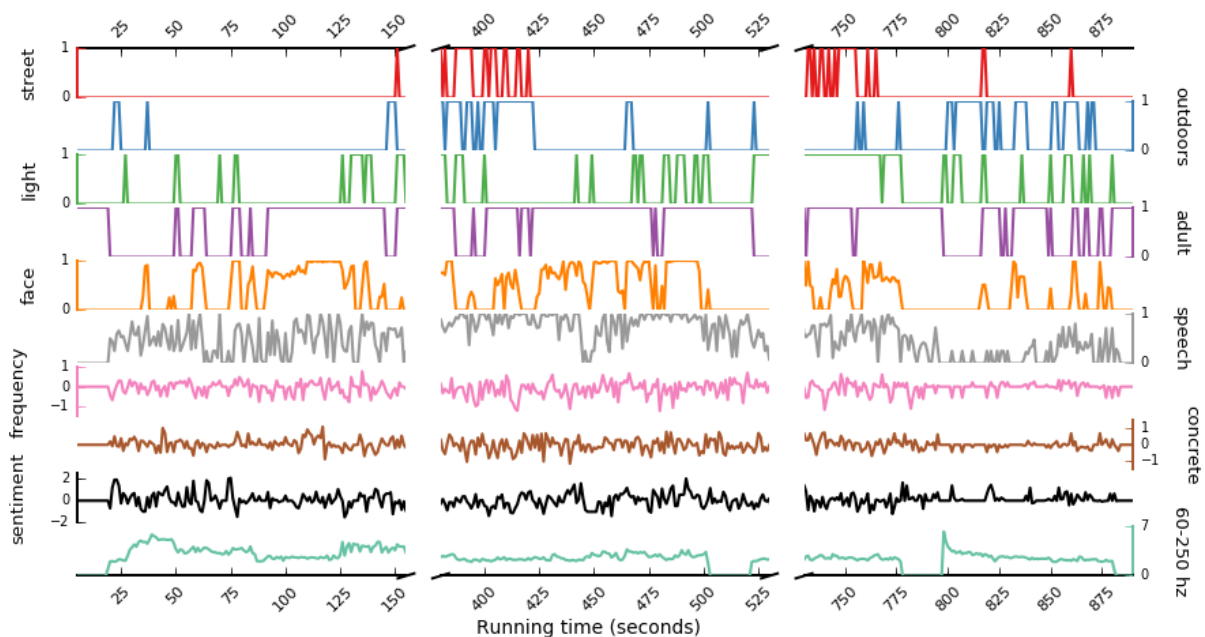 25 50 75 100 125 150 400 425 450 475 500 525 750 775 800 825 850 875
street 1 0
outdoors 1 0
light 1 0
adult 1 0
face 1 0
speech 1 0
frequency 1 0 −1
concrete 1 0 −1
sentiment 2 0 −2
60-250 hz 7 0
25 50 75 100 125 150 400 425 450 475 500 525 750 775 800 825 850 875
Running time (seconds)